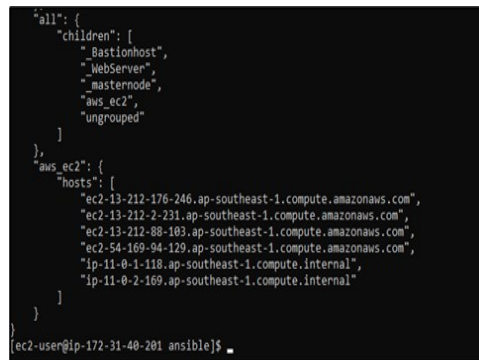 "all": {
"children": [
"_Bastionhost",
"_WebServer",
"_masternode",
"aws_ec2",
"ungrouped"
]
},
"aws_ec2": {
"hosts": [
"ec2-13-212-176-246.ap-southeast-1.compute.amazonaws.com",
"ec2-13-212-2-231.ap-southeast-1.compute.amazonaws.com",
"ec2-13-212-88-103.ap-southeast-1.compute.amazonaws.com",
"ec2-54-169-94-129.ap-southeast-1.compute.amazonaws.com",
"ip-11-0-1-118.ap-southeast-1.compute.internal",
"ip-11-0-2-169.ap-southeast-1.compute.internal"
]
}
}
[ec2-user@ip-172-31-40-201 ansible]$